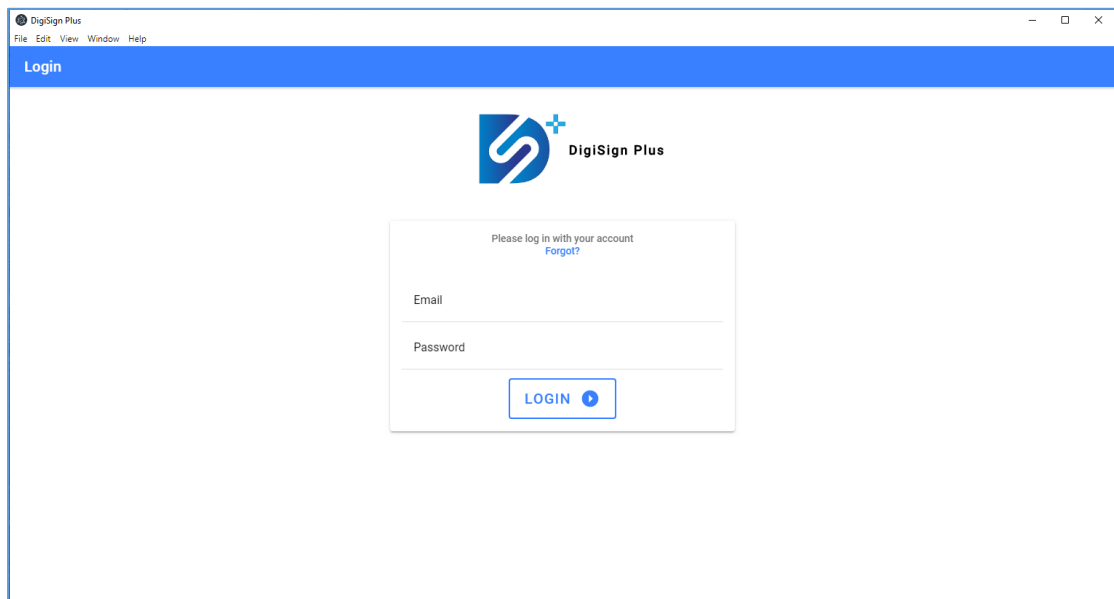 DigiSign Plus
File Edit View Window Help
Login
DigiSign Plus
Please log in with your account
Forgot?
Email
Password
LOGIN